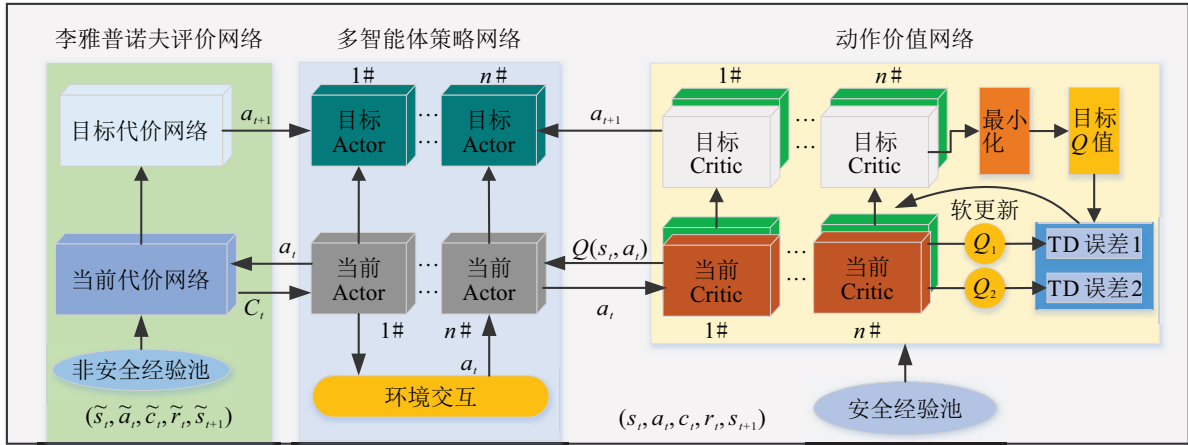 李雅普诺夫评价网络
多智能体策略网络
动作价值网络
1#
n#
1#
n#
目标代价网络
a_{t+1}
目标
Actor
···
···
目标
Actor
a_{t+1}
目标
Critic
···
···
目标
Critic
最小
化
目标
Q 值
软更新
当前代价网络
a_t
C_t
当前
Actor
···
···
当前
Actor
Q(s_t, a_t)
a_t
当前
Critic
···
···
当前
Critic
Q_1
Q_2
TD 误差1
TD 误差2
1#
n#
1#
n#
非安全经验池
a_t
环境交互
安全经验池
(s̃_t, ã_t, c̃_t, r̃_t, s̃_{t+1})
(s_t, a_t, c_t, r_t, s_{t+1})